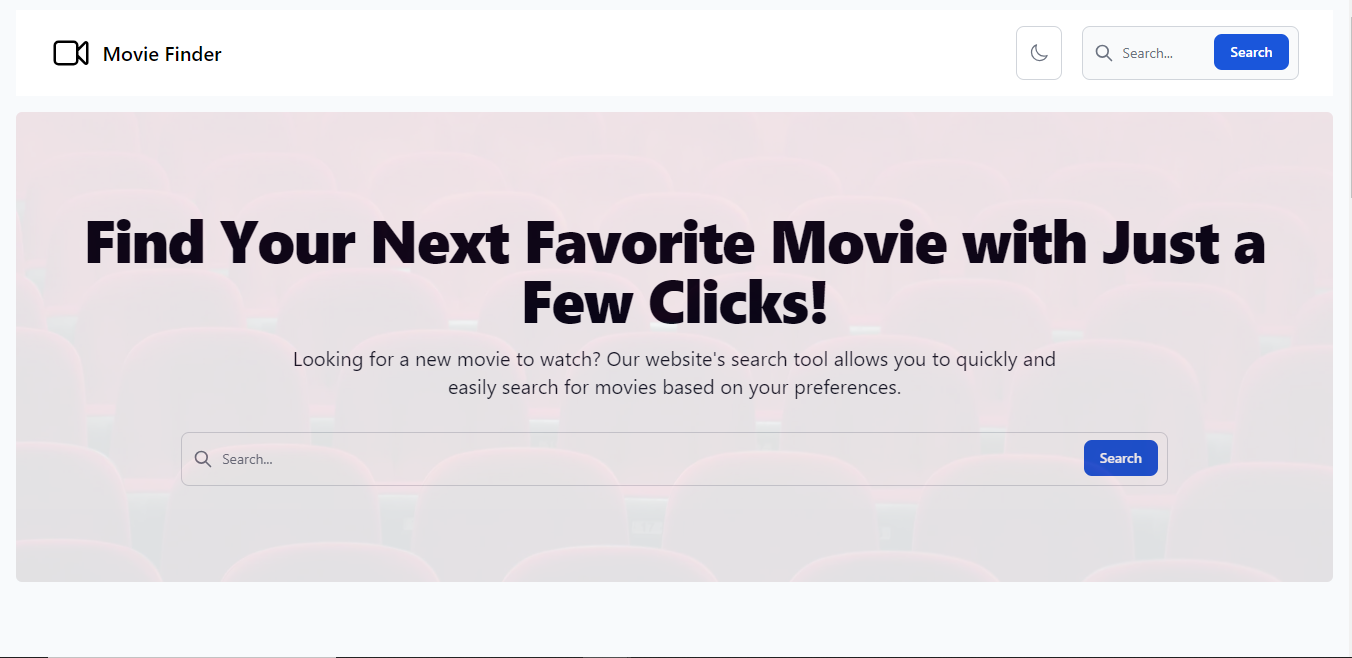 Movie Finder
Search...
Search
Find Your Next Favorite Movie with Just a
Few Clicks!
Looking for a new movie to watch? Our website's search tool allows you to quickly and
easily search for movies based on your preferences.
Search...
Search